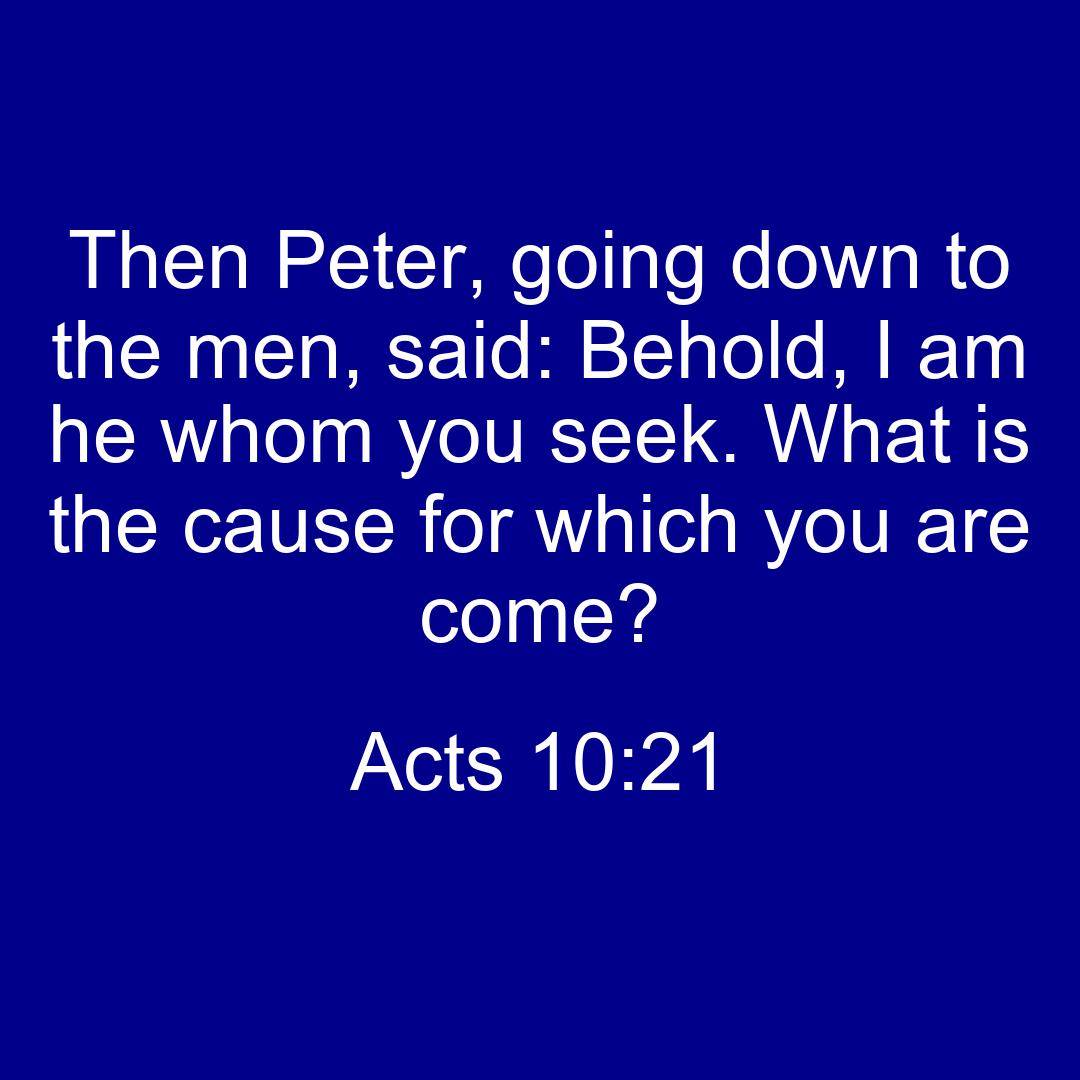 Then Peter, going down to
the men, said: Behold, I am
he whom you seek. What is
the cause for which you are
come?
Acts 10:21